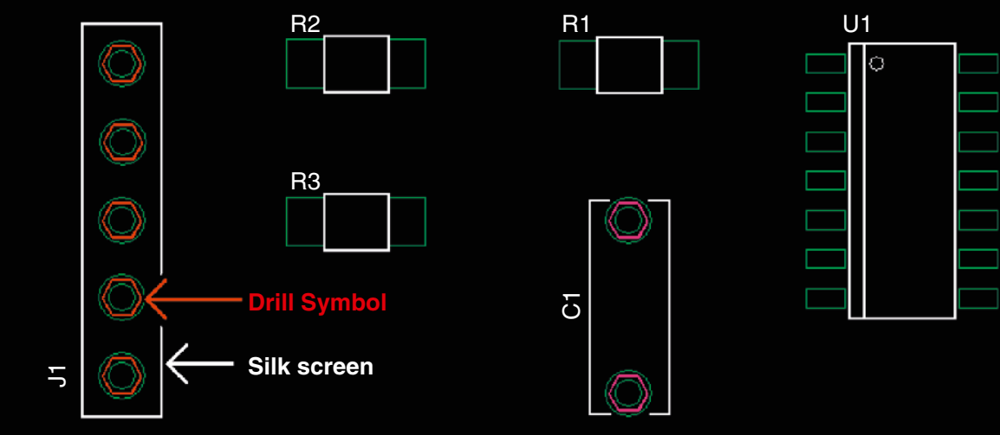 R2
R1
U1
R3
Drill Symbol
C1
Silk screen
J1